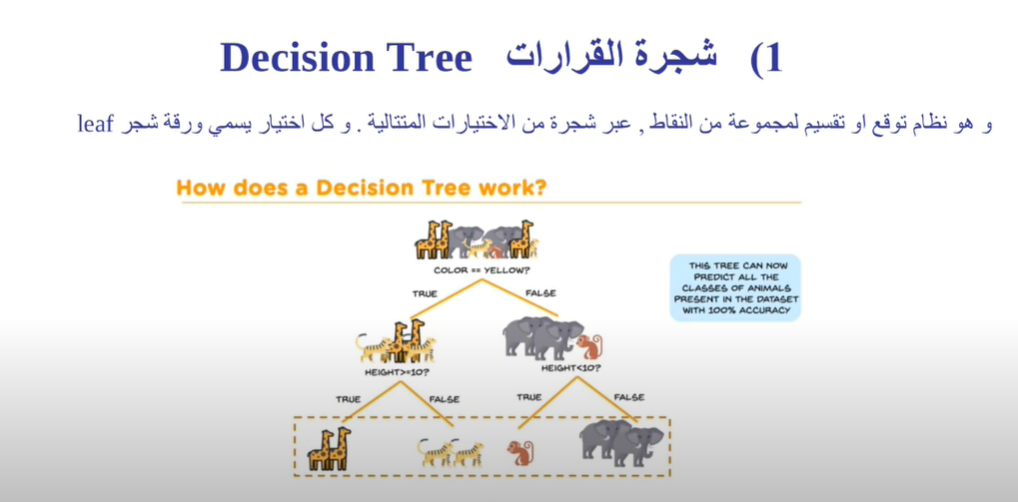 1) شجرة القرارات Decision Tree
و هو نظام توقع او تقسيم لمجموعة من النقاط , عبر شجرة من الاختيارات المتتالية . و كل اختيار يسمي ورقة شجر leaf
How does a Decision Tree work?
COLOR == YELLOW?
TRUE
FALSE
THIS TREE CAN NOW
PREDICT ALL THE
CLASSES OF ANIMALS
PRESENT IN THE DATASET
WITH 100% ACCURACY
HEIGHT>=10?
HEIGHT<10?
TRUE
FALSE
TRUE
FALSE